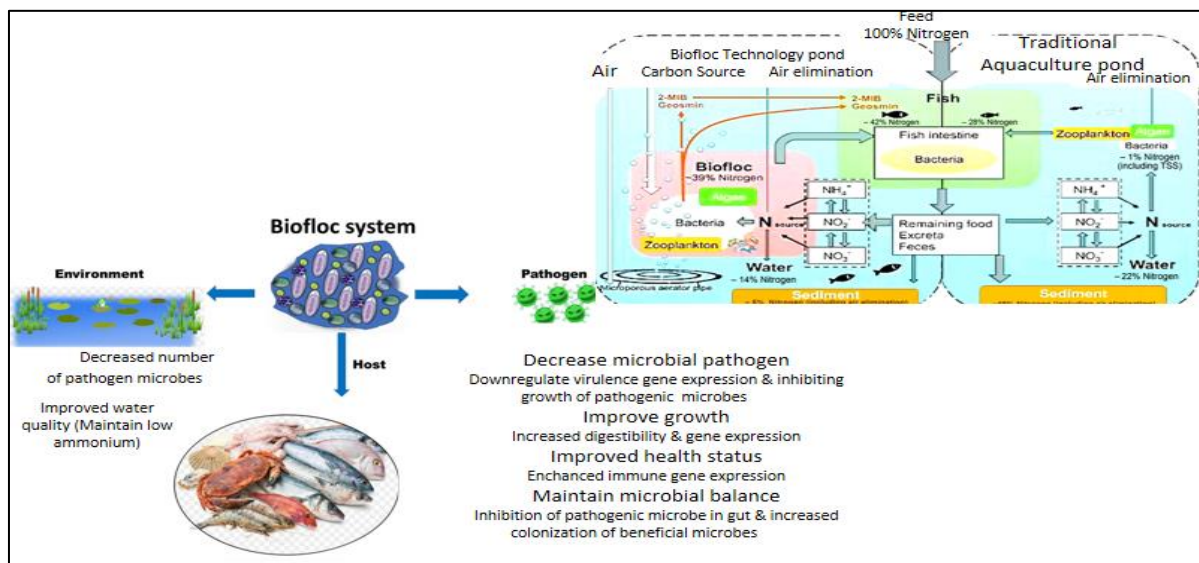 Feed
100% Nitrogen
Biofloc Technology pond
Traditional
Aquaculture pond
Air
Carbon Source
Air elimination
Air elimination
2-MIB
Geosmin
2-MIB
Geosmin
Fish
~ 42% Nitrogen
~ 28% Nitrogen
Fish intestine
Bacteria
Zooplankton
Algae
Bacteria
~ 1% Nitrogen
(including TSS)
Biofloc
~39% Nitrogen
Algae
Bacteria
Zooplankton
N source
NH₄⁺
NO₂⁻
NO₃⁻
Remaining food
Excreta
Feces
NH₄⁺
NO₂⁻
NO₃⁻
N source
Water
~ 14% Nitrogen
Water
~ 22% Nitrogen
Microporous aerator pipe
Sediment
Sediment
Biofloc system
Environment
Pathogen
Host
Decreased number
of pathogen microbes
Improved water
quality (Maintain low
ammonium)
Decrease microbial pathogen
Downregulate virulence gene expression & inhibiting
growth of pathogenic microbes
Improve growth
Increased digestibility & gene expression
Improved health status
Enchanced immune gene expression
Maintain microbial balance
Inhibition of pathogenic microbe in gut & increased
colonization of beneficial microbes